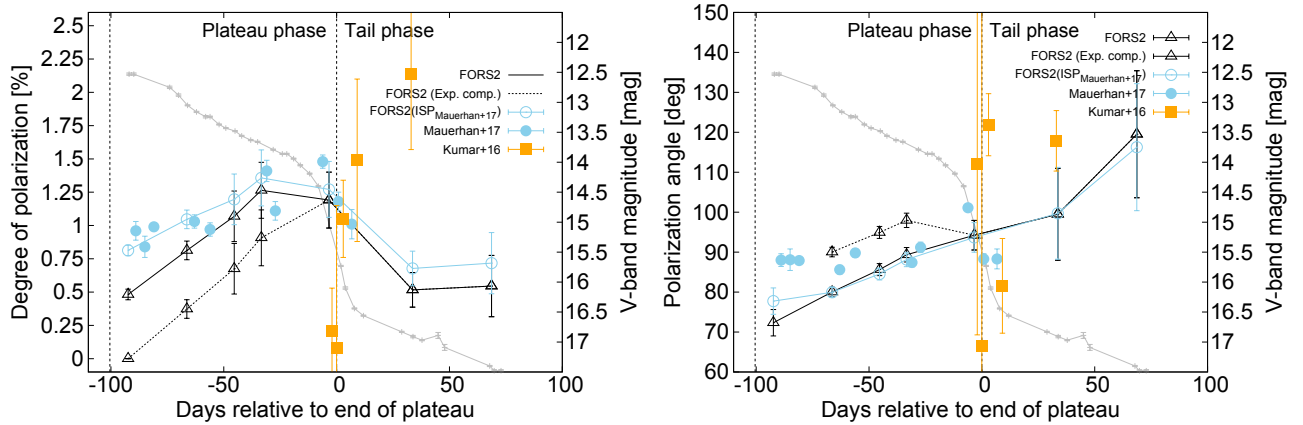 Plateau phase Tail phase
FORS2
FORS2 (Exp. comp.)
FORS2(ISP_Mauerhan+17)
Mauerhan+17
Kumar+16
Degree of polarization [%]
2.5
2.25
2
1.75
1.5
1.25
1
0.75
0.5
0.25
0
12
12.5
13
13.5
14
14.5
15
15.5
16
16.5
17
V-band magnitude [mag]
-100 -50 0 50 100
Days relative to end of plateau
Plateau phase Tail phase
FORS2
FORS2 (Exp. comp.)
FORS2(ISP_Mauerhan+17)
Mauerhan+17
Kumar+16
Polarization angle [deg]
150
140
130
120
110
100
90
80
70
60
12
12.5
13
13.5
14
14.5
15
15.5
16
16.5
17
V-band magnitude [mag]
-100 -50 0 50 100
Days relative to end of plateau